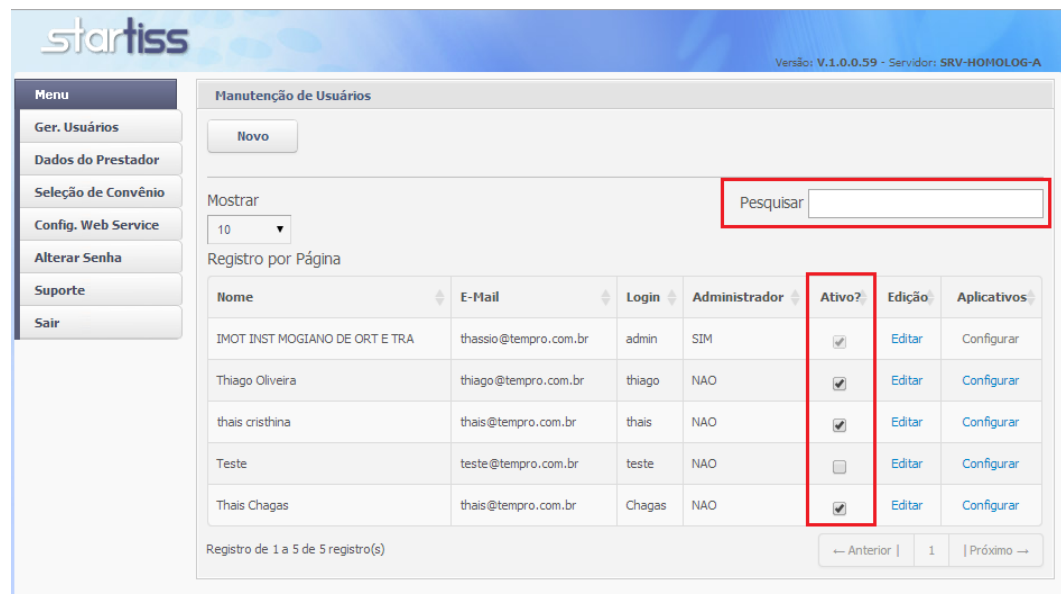 startiss
Versão: V.1.0.0.59 - Servidor: SRV-HOMOLOG-A
Menu
Ger. Usuários
Dados do Prestador
Seleção de Convênio
Config. Web Service
Alterar Senha
Suporte
Sair
Manutenção de Usuários
Novo
Mostrar
10
Registro por Página
Pesquisar
Nome E-Mail Login Administrador Ativo? Edição Aplicativos
IMOT INST MOGIANO DE ORT E TRA thassio@tempro.com.br admin SIM Editar Configurar
Thiago Oliveira thiago@tempro.com.br thiago NAO Editar Configurar
thais cristhina thais@tempro.com.br thais NAO Editar Configurar
Teste teste@tempro.com.br teste NAO Editar Configurar
Thais Chagas thais@tempro.com.br Chagas NAO Editar Configurar
Registro de 1 a 5 de 5 registro(s)
← Anterior | 1 | Próximo →